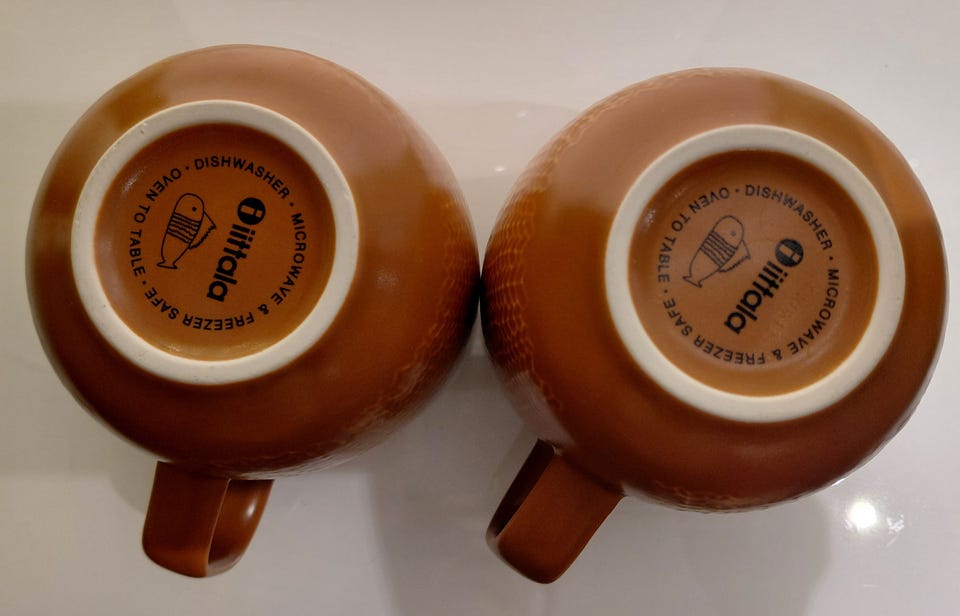 OVEN TO TABLE · DISHWASHER · MICROWAVE & FREEZER SAFE ·
iittala
OVEN TO TABLE · DISHWASHER · MICROWAVE & FREEZER SAFE ·
iittala